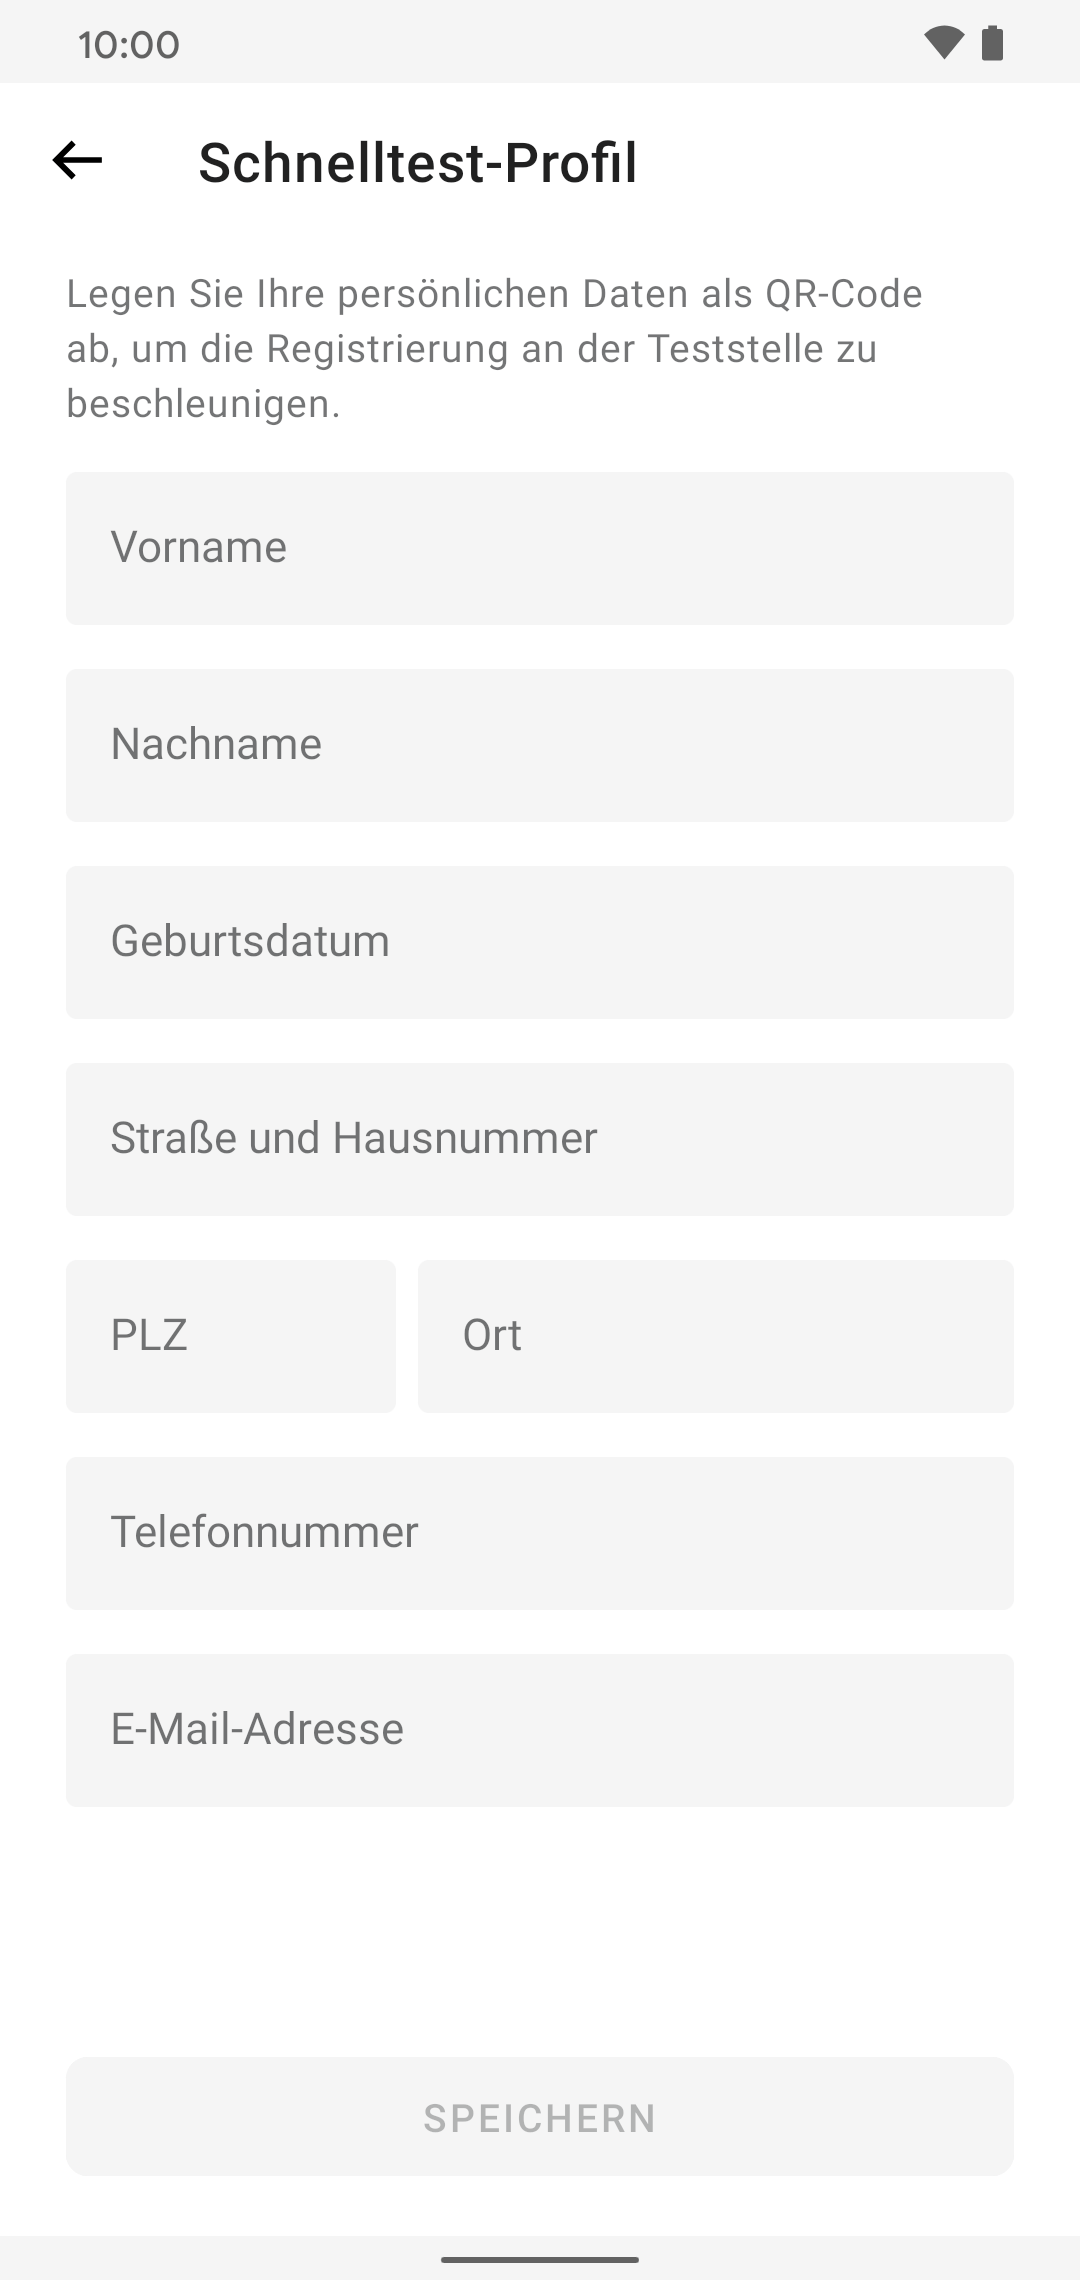 10:00
Schnelltest-Profil
Legen Sie Ihre persönlichen Daten als QR-Code
ab, um die Registrierung an der Teststelle zu
beschleunigen.
Vorname
Nachname
Geburtsdatum
Straße und Hausnummer
PLZ
Ort
Telefonnummer
E-Mail-Adresse
SPEICHERN